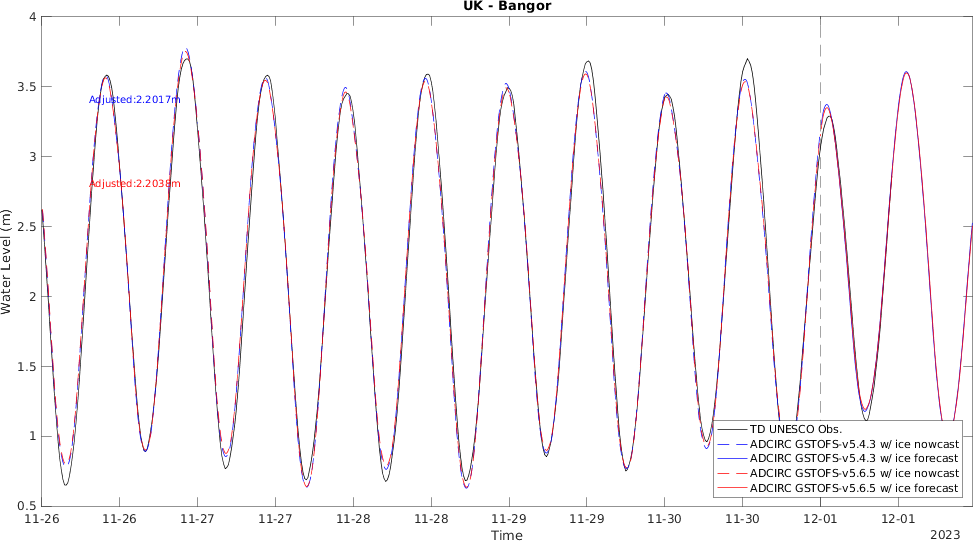 UK - Bangor
4
3.5
3
2.5
2
1.5
1
0.5
Water Level (m)
Adjusted:2.2017m
Adjusted:2.2038m
TD UNESCO Obs.
ADCIRC GSTOFS-v5.4.3 w/ ice nowcast
ADCIRC GSTOFS-v5.4.3 w/ ice forecast
ADCIRC GSTOFS-v5.6.5 w/ ice nowcast
ADCIRC GSTOFS-v5.6.5 w/ ice forecast
11-26 11-26 11-27 11-27 11-28 11-28 11-29 11-29 11-30 11-30 12-01 12-01
Time
2023